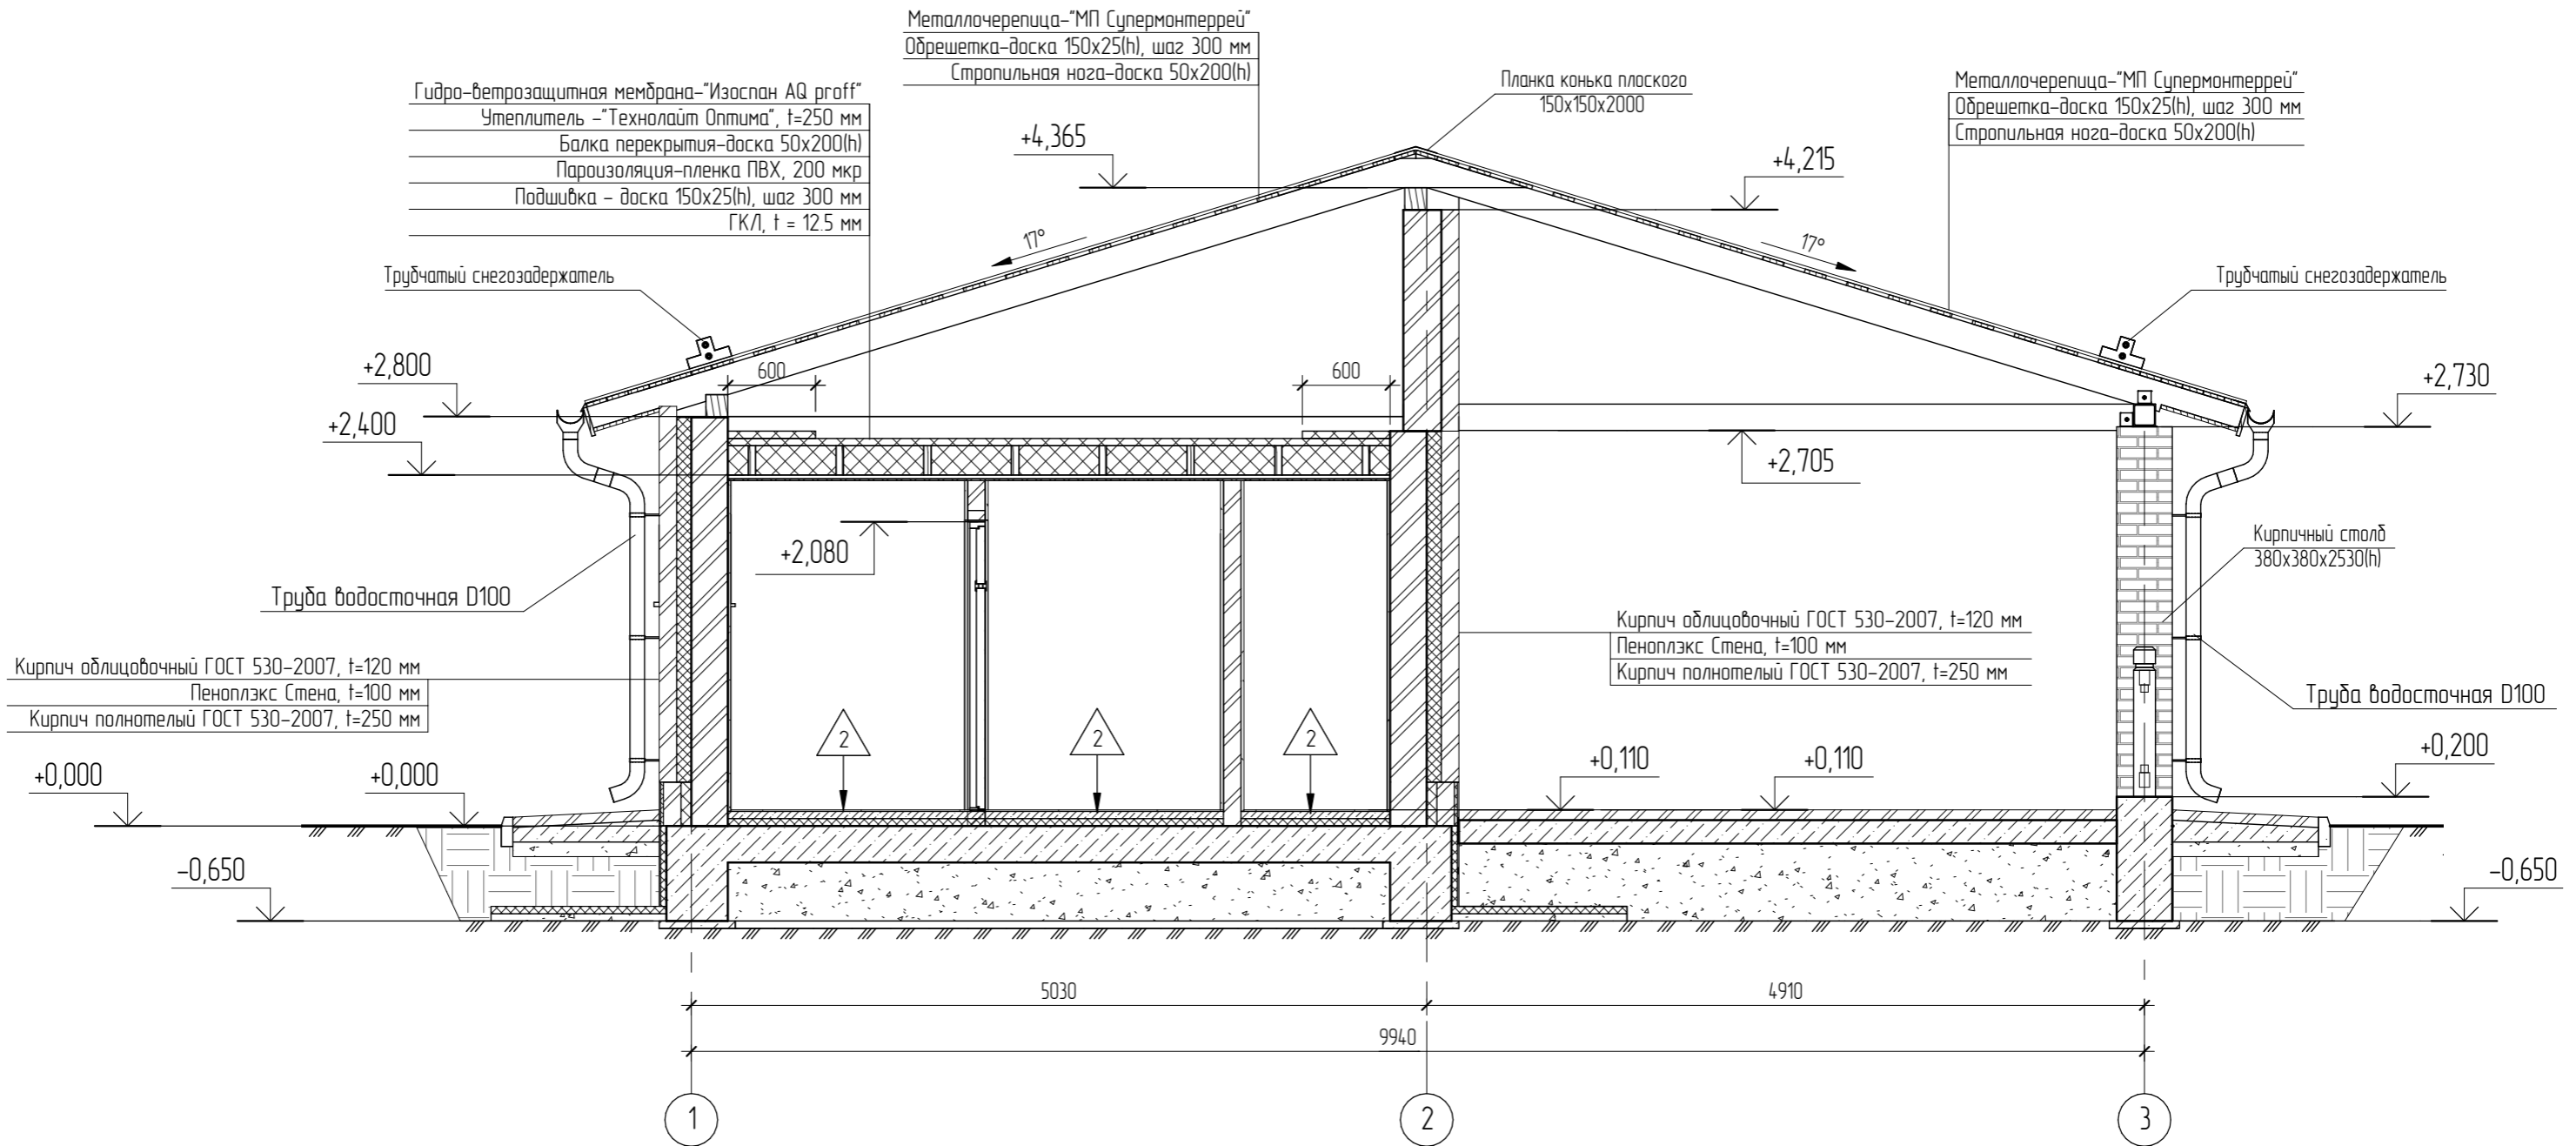 Металлочерепица-"МП Супермонтеррей"
Обрешетка-доска 150х25(h), шаг 300 мм
Стропильная нога-доска 50х200(h)
Гидро-ветрозащитная мембрана-"Изоспан AQ proff"
Утеплитель -"Технолайт Оптима", t=250 мм
Балка перекрытия-доска 50х200(h)
Пароизоляция-пленка ПВХ, 200 мкр
Подшивка - доска 150х25(h), шаг 300 мм
ГКЛ, t = 12.5 мм
Планка конька плоского
150х150х2000
Металлочерепица-"МП Супермонтеррей"
Обрешетка-доска 150х25(h), шаг 300 мм
Стропильная нога-доска 50х200(h)
+4,365
+4,215
17°
17°
Трубчатый снегозадержатель
Трубчатый снегозадержатель
+2,800
600
600
+2,730
+2,400
+2,705
+2,080
Кирпичный столб
380х380х2530(h)
Труба водосточная D100
Кирпич облицовочный ГОСТ 530-2007, t=120 мм
Пеноплэкс Стена, t=100 мм
Кирпич полнотелый ГОСТ 530-2007, t=250 мм
Кирпич облицовочный ГОСТ 530-2007, t=120 мм
Пеноплэкс Стена, t=100 мм
Кирпич полнотелый ГОСТ 530-2007, t=250 мм
Труба водосточная D100
2
2
2
+0,000
+0,000
+0,110
+0,110
+0,200
-0,650
-0,650
5030
4910
9940
1
2
3